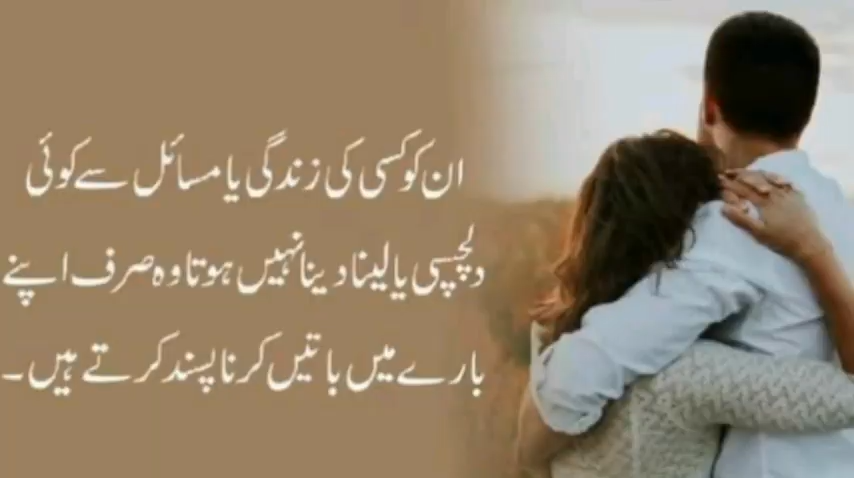 ان کو کسی کی زندگی یا مسائل سے کوئی
دلچسپی یا لینا دینا نہیں ہوتا وہ صرف اپنے
بارے میں باتیں کرنا پسند کرتے ہیں۔